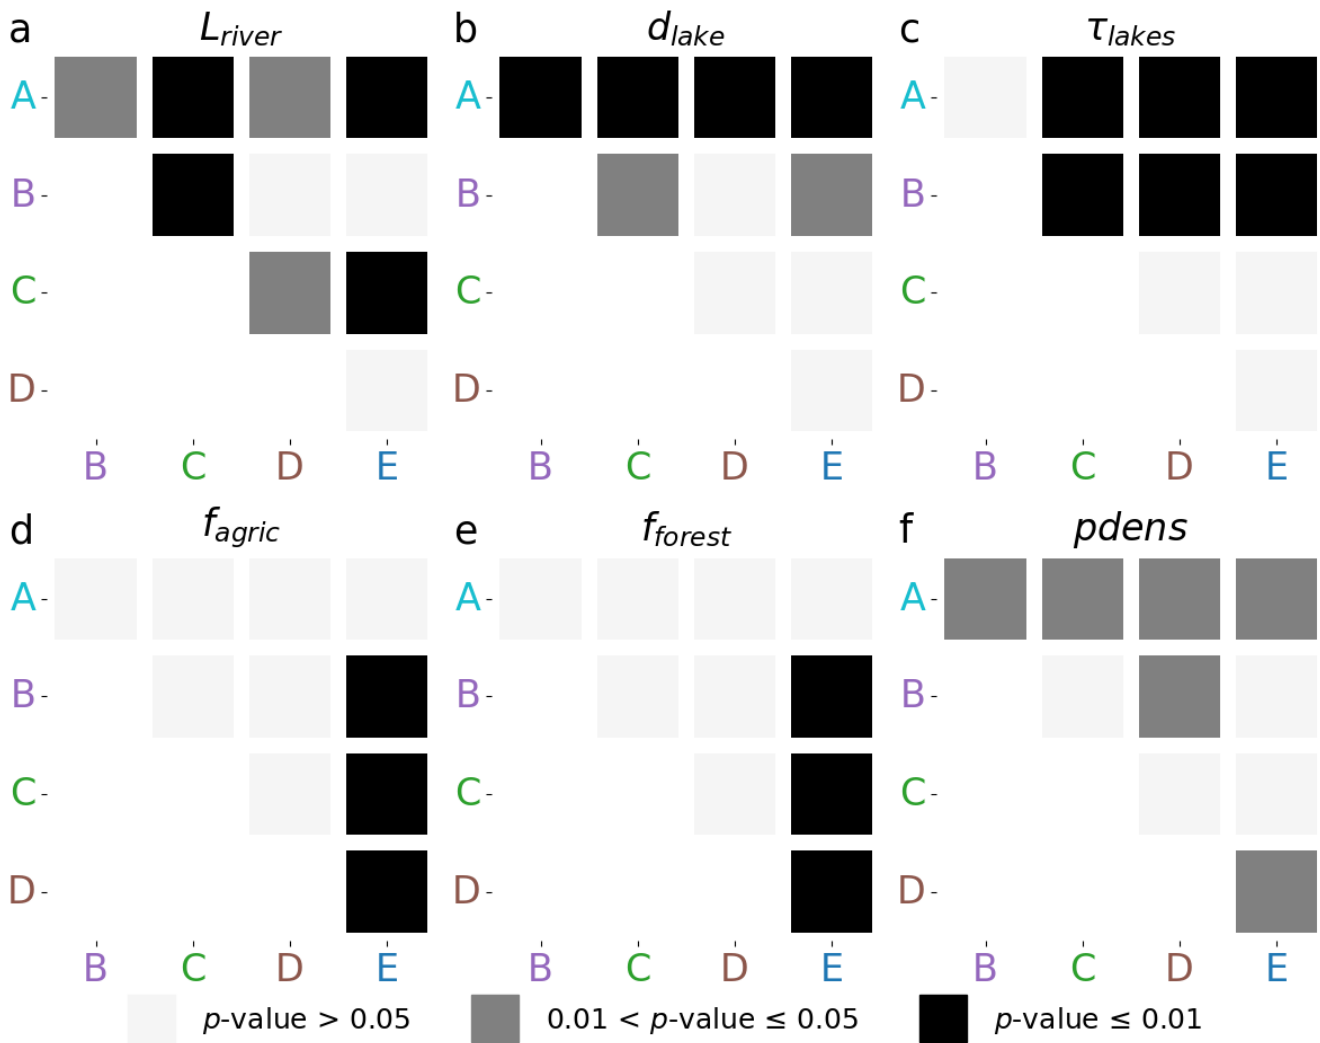 a L_river b d_lake c τ_lakes
A A A
B B B
C C C
D D D
B C D E B C D E B C D E
d f_agric e f_forest f pdens
A A A
B B B
C C C
D D D
B C D E B C D E B C D E
p-value > 0.05 0.01 < p-value ≤ 0.05 p-value ≤ 0.01